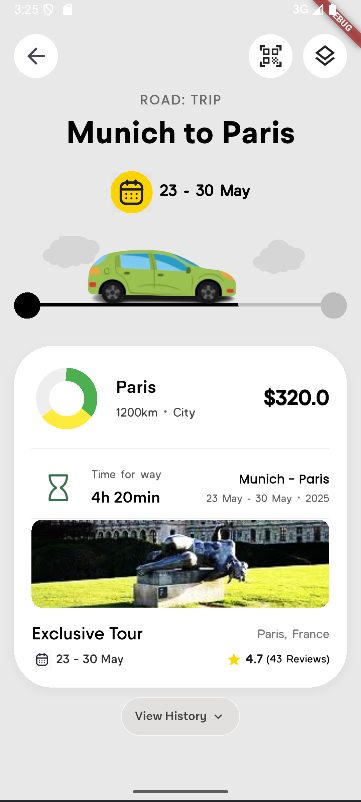 3:25 3G
DEBUG
ROAD: TRIP
Munich to Paris
23 - 30 May
Paris $320.0
1200km · City
Time for way Munich - Paris
4h 20min 23 May - 30 May · 2025
Exclusive Tour Paris, France
23 - 30 May 4.7 (43 Reviews)
View History